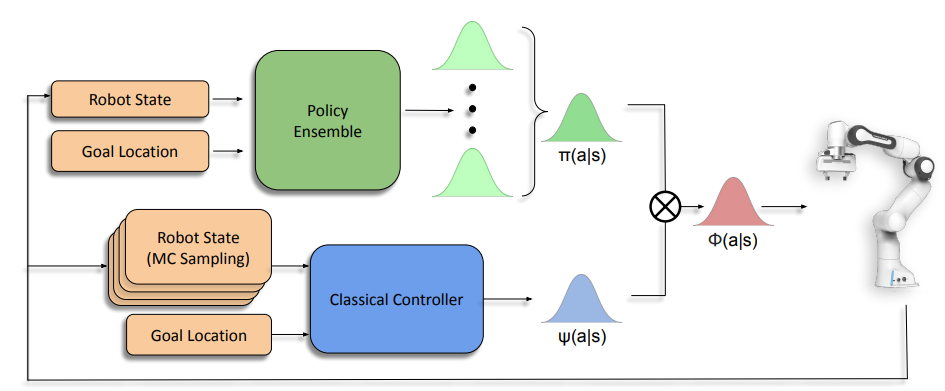 Robot State
Goal Location
Policy
Ensemble
π(a|s)
Robot State
(MC Sampling)
Goal Location
Classical Controller
ψ(a|s)
Φ(a|s)